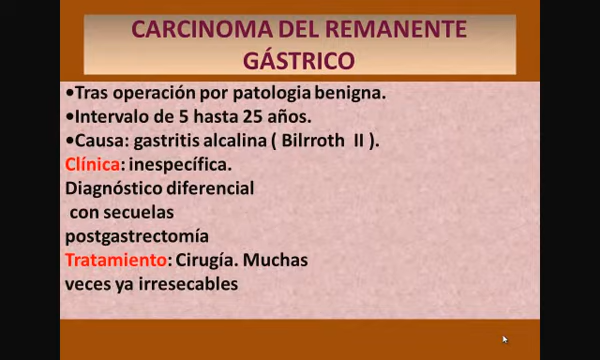 CARCINOMA DEL REMANENTE
GÁSTRICO
•Tras operación por patologia benigna.
•Intervalo de 5 hasta 25 años.
•Causa: gastritis alcalina ( Bilrroth II ).
Clínica: inespecífica.
Diagnóstico diferencial
con secuelas
postgastrectomía
Tratamiento: Cirugía. Muchas
veces ya irresecables